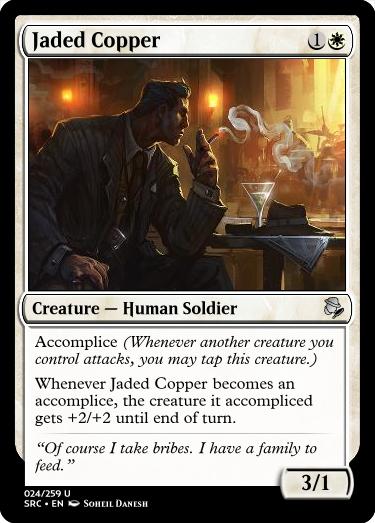 Jaded Copper 1
Creature — Human Soldier
Accomplice (Whenever another creature you
control attacks, you may tap this creature.)
Whenever Jaded Copper becomes an
accomplice, the creature it accompliced
gets +2/+2 until end of turn.
“Of course I take bribes. I have a family to
feed.”
3/1
024/259 U
SRC • EN Soheil Danesh